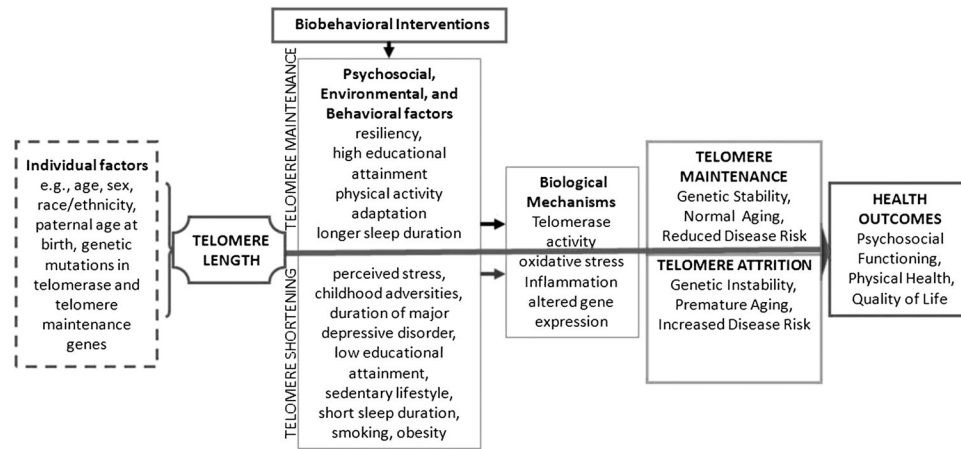 Biobehavioral Interventions
TELOMERE MAINTENANCE
TELOMERE SHORTENING
Individual factors
e.g., age, sex,
race/ethnicity,
paternal age at
birth, genetic
mutations in
telomerase and
telomere
maintenance
genes
TELOMERE
LENGTH
Psychosocial,
Environmental, and
Behavioral factors
resiliency,
high educational
attainment
physical activity
adaptation
longer sleep duration
perceived stress,
childhood adversities,
duration of major
depressive disorder,
low educational
attainment,
sedentary lifestyle,
short sleep duration,
smoking, obesity
Biological
Mechanisms
Telomerase
activity
oxidative stress
Inflammation
altered gene
expression
TELOMERE
MAINTENANCE
Genetic Stability,
Normal Aging,
Reduced Disease Risk
TELOMERE ATTRITION
Genetic Instability,
Premature Aging,
Increased Disease Risk
HEALTH
OUTCOMES
Psychosocial
Functioning,
Physical Health,
Quality of Life